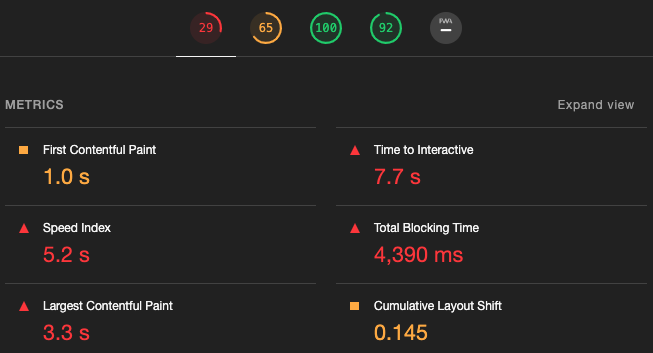 29 65 100 92 PWA
METRICS Expand view
First Contentful Paint Time to Interactive
1.0 s 7.7 s
Speed Index Total Blocking Time
5.2 s 4,390 ms
Largest Contentful Paint Cumulative Layout Shift
3.3 s 0.145